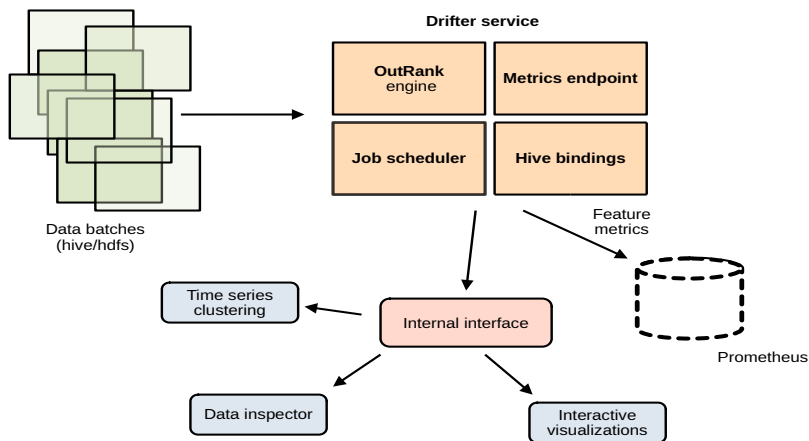 Drifter service
OutRank
engine
Metrics endpoint
Job scheduler
Hive bindings
Data batches
(hive/hdfs)
Feature
metrics
Time series
clustering
Internal interface
Prometheus
Data inspector
Interactive
visualizations